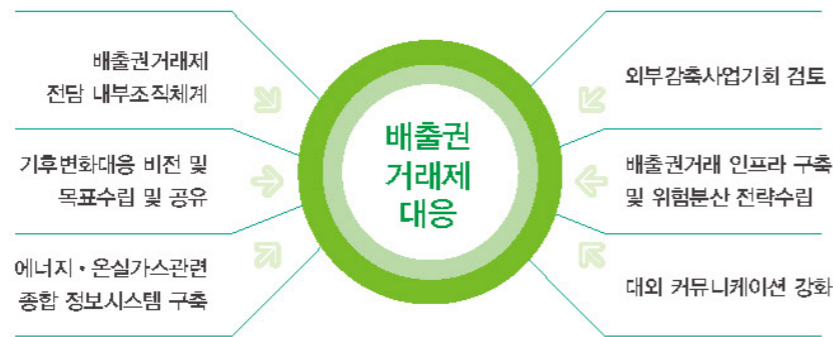 배출권거래제
전담 내부조직체계
기후변화대응 비전 및
목표수립 및 공유
에너지・온실가스관련
종합 정보시스템 구축
배출권
거래제
대응
외부감축사업기회 검토
배출권거래 인프라 구축
및 위험분산 전략수립
대외 커뮤니케이션 강화